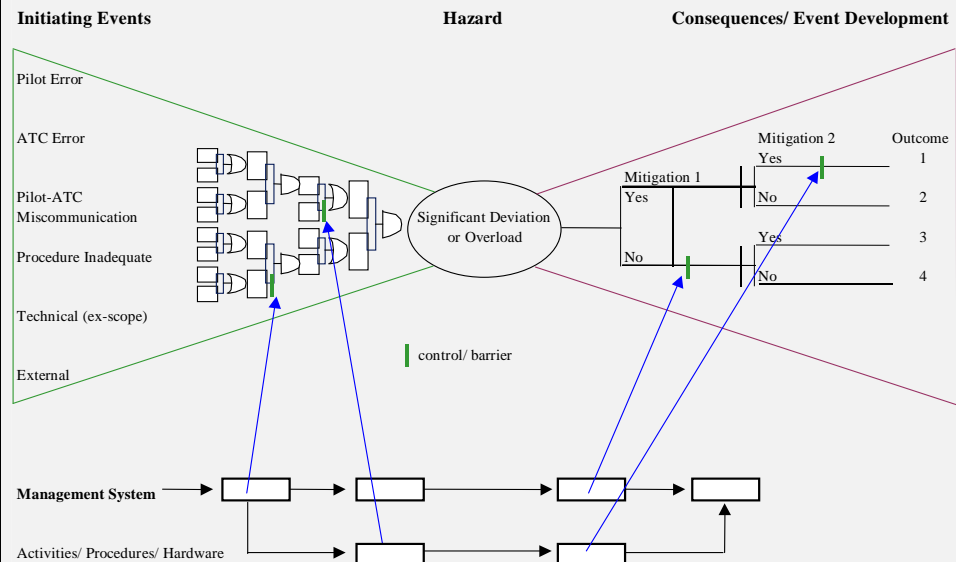 Initiating Events
Hazard
Consequences/ Event Development
Pilot Error
ATC Error
Pilot-ATC
Miscommunication
Procedure Inadequate
Technical (ex-scope)
External
Significant Deviation
or Overload
Mitigation 1
Yes
No
Mitigation 2
Outcome
Yes
1
No
2
Yes
3
No
4
control/ barrier
Management System
Activities/ Procedures/ Hardware